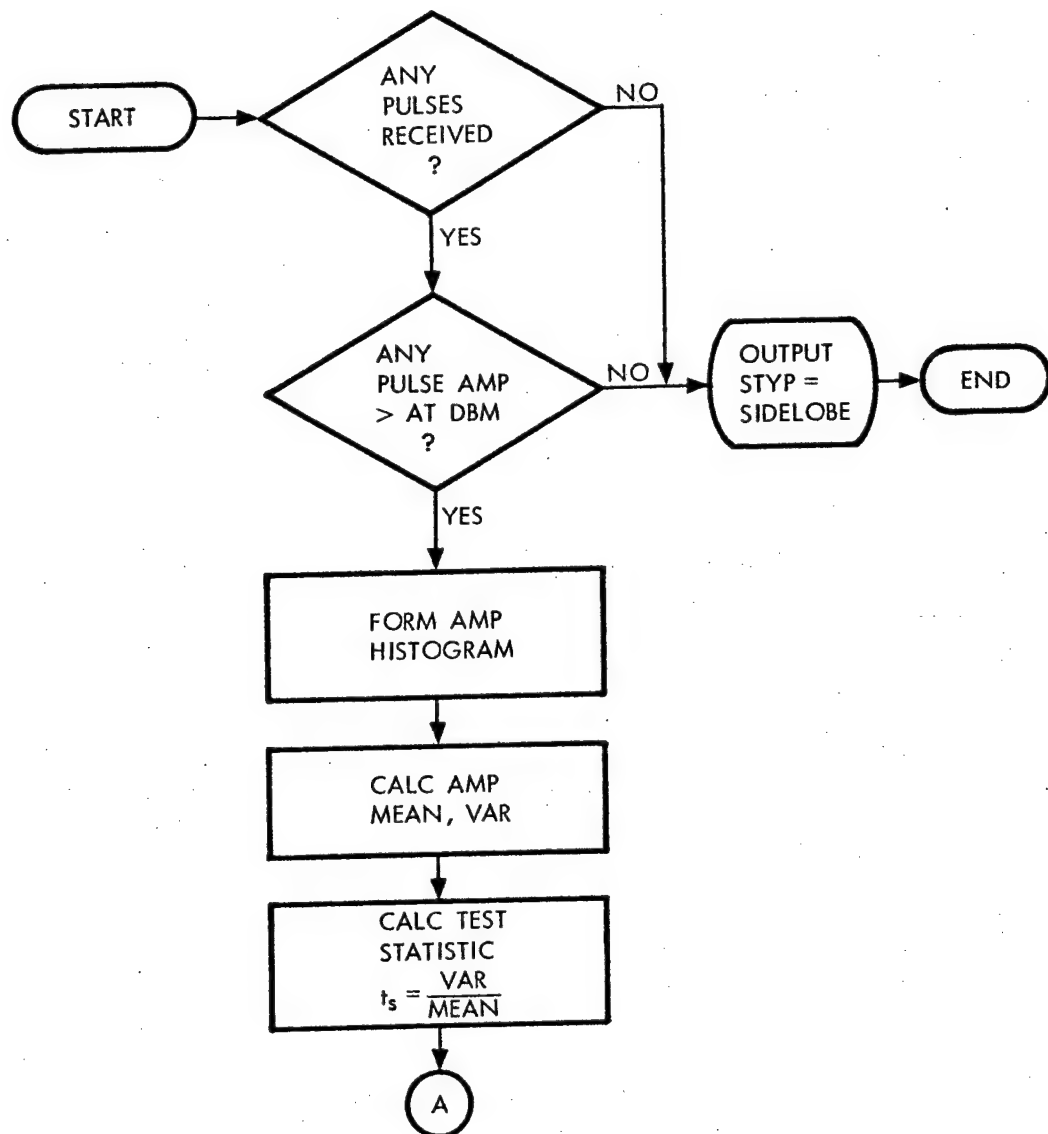 START
ANY
PULSES
RECEIVED
?
NO
YES
ANY
PULSE AMP
> AT DBM
?
NO
OUTPUT
STYP =
SIDELOBE
END
YES
FORM AMP
HISTOGRAM
CALC AMP
MEAN, VAR
CALC TEST
STATISTIC
ts = VAR
MEAN
A